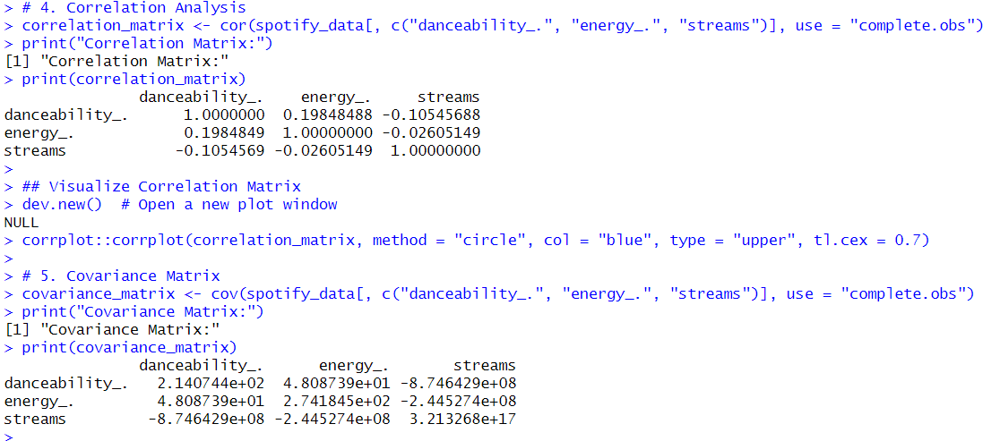 > # 4. Correlation Analysis
> correlation_matrix <- cor(spotify_data[, c("danceability_.", "energy_.", "streams")], use = "complete.obs")
> print("Correlation Matrix:")
[1] "Correlation Matrix:"
> print(correlation_matrix)
danceability_. energy_. streams
danceability_. 1.0000000 0.19848488 -0.10545688
energy_. 0.1984849 1.00000000 -0.02605149
streams -0.1054569 -0.02605149 1.00000000
>
> ## Visualize Correlation Matrix
> dev.new() # Open a new plot window
NULL
> corrplot::corrplot(correlation_matrix, method = "circle", col = "blue", type = "upper", tl.cex = 0.7)
>
> # 5. Covariance Matrix
> covariance_matrix <- cov(spotify_data[, c("danceability_.", "energy_.", "streams")], use = "complete.obs")
> print("Covariance Matrix:")
[1] "Covariance Matrix:"
> print(covariance_matrix)
danceability_. energy_. streams
danceability_. 2.140744e+02 4.808739e+01 -8.746429e+08
energy_. 4.808739e+01 2.741845e+02 -2.445274e+08
streams -8.746429e+08 -2.445274e+08 3.213268e+17
>